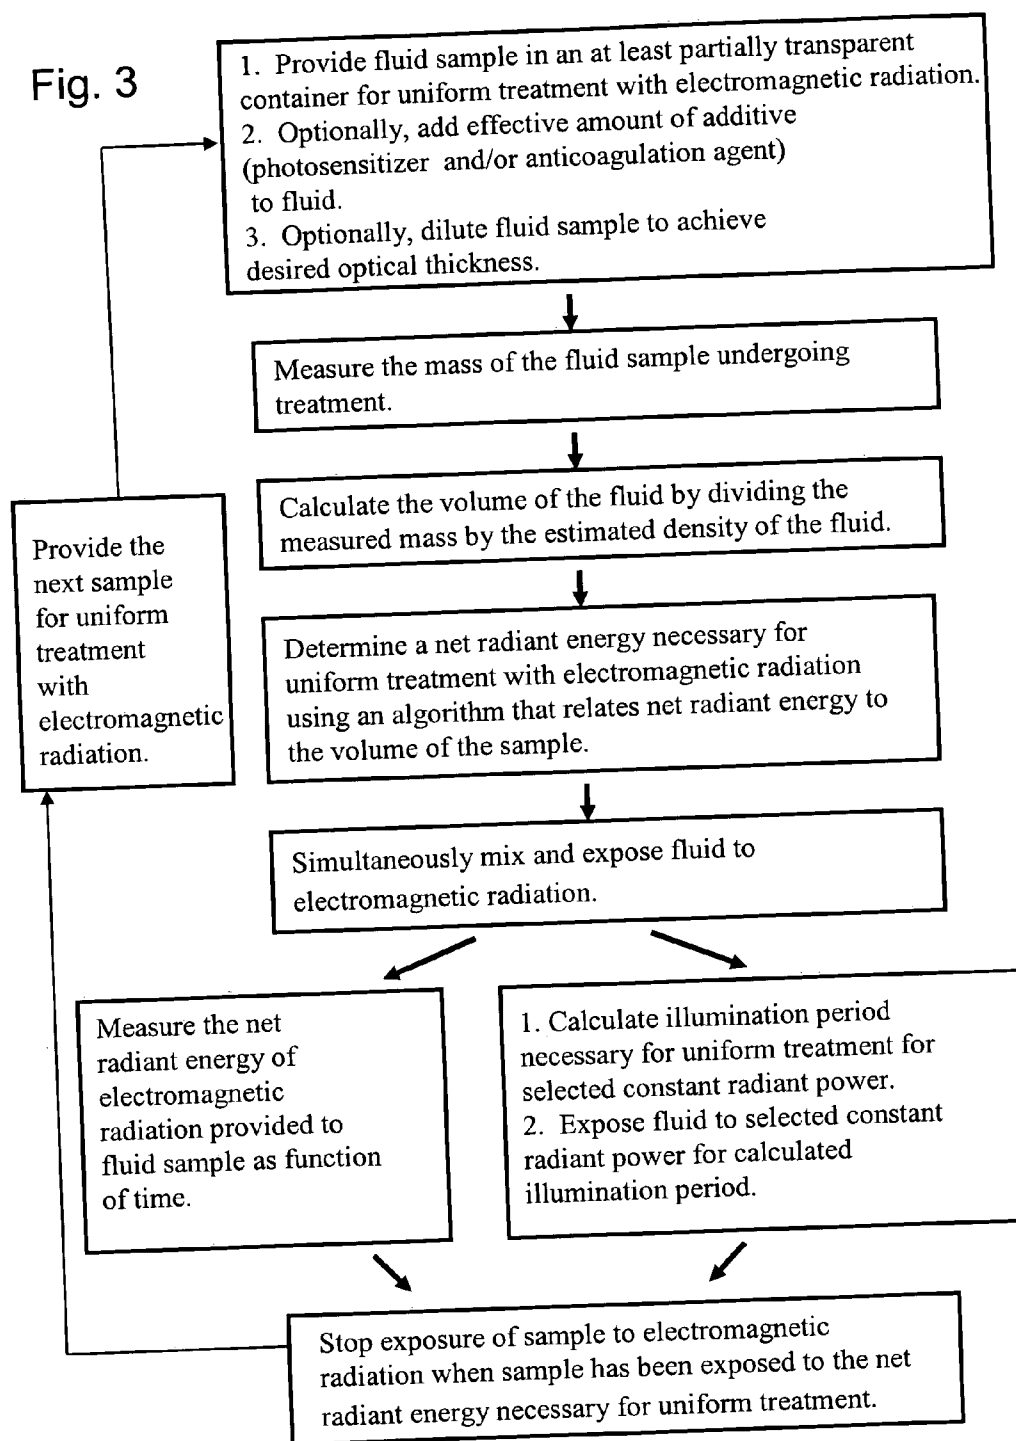 Fig. 3
1. Provide fluid sample in an at least partially transparent
container for uniform treatment with electromagnetic radiation.
2. Optionally, add effective amount of additive
(photosensitizer and/or anticoagulation agent)
to fluid.
3. Optionally, dilute fluid sample to achieve
desired optical thickness.
Measure the mass of the fluid sample undergoing
treatment.
Calculate the volume of the fluid by dividing the
measured mass by the estimated density of the fluid.
Provide the
next sample
for uniform
treatment
with
electromagnetic
radiation.
Determine a net radiant energy necessary for
uniform treatment with electromagnetic radiation
using an algorithm that relates net radiant energy to
the volume of the sample.
Simultaneously mix and expose fluid to
electromagnetic radiation.
Measure the net
radiant energy of
electromagnetic
radiation provided to
fluid sample as function
of time.
1. Calculate illumination period
necessary for uniform treatment for
selected constant radiant power.
2. Expose fluid to selected constant
radiant power for calculated
illumination period.
Stop exposure of sample to electromagnetic
radiation when sample has been exposed to the net
radiant energy necessary for uniform treatment.